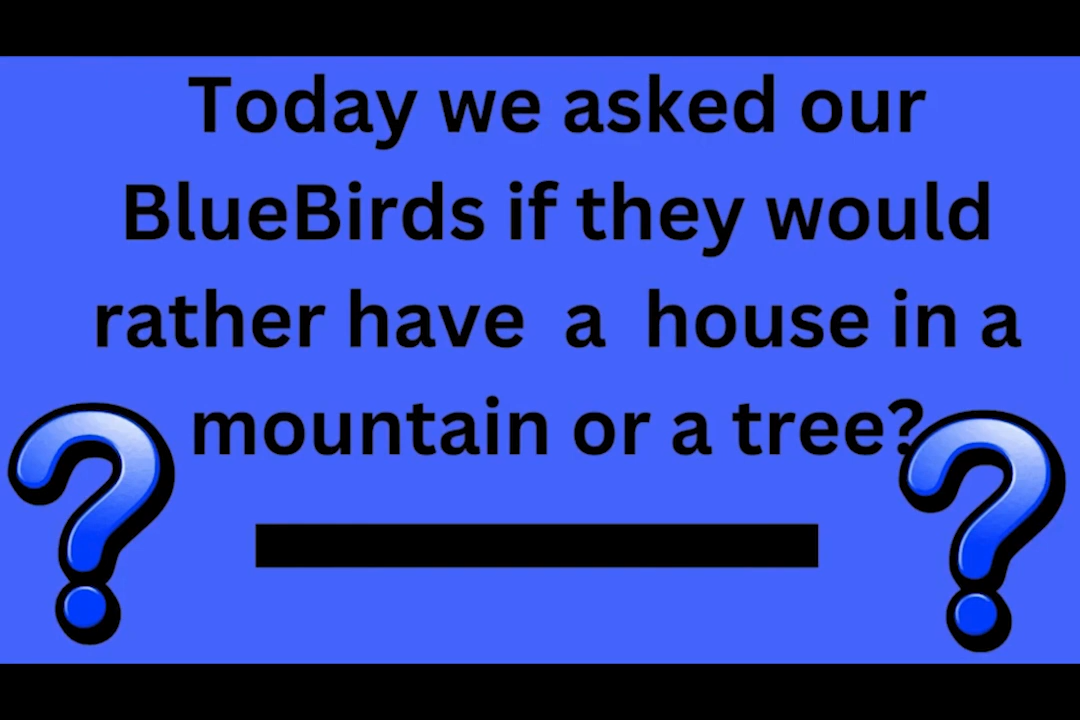 Today we asked our
BlueBirds if they would
rather have a house in a
mountain or a tree?